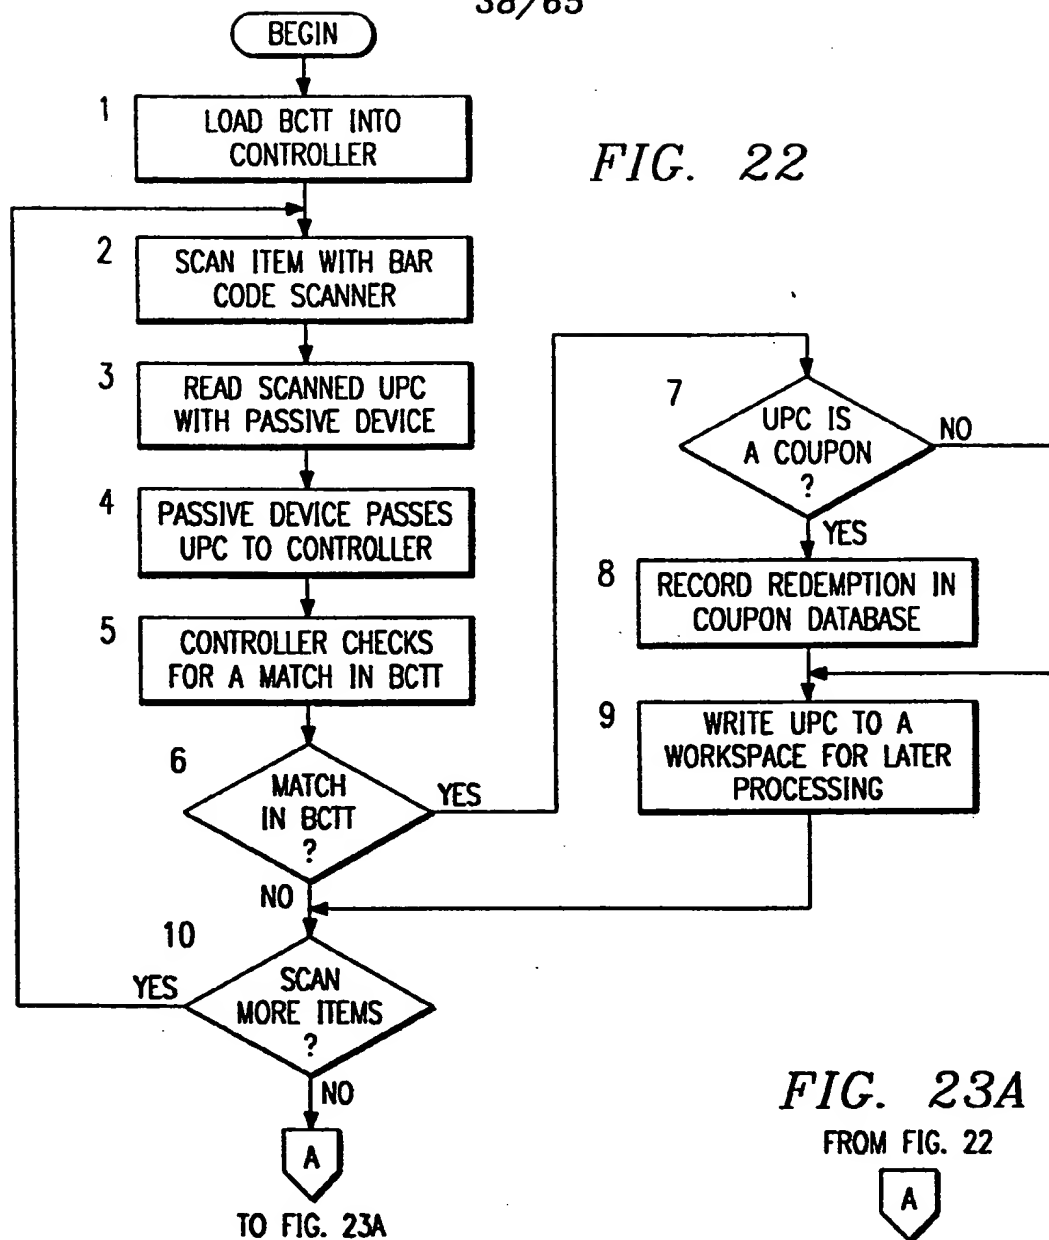 38/65
BEGIN
1
LOAD BCTT INTO
CONTROLLER
FIG. 22
2
SCAN ITEM WITH BAR
CODE SCANNER
3
READ SCANNED UPC
WITH PASSIVE DEVICE
4
PASSIVE DEVICE PASSES
UPC TO CONTROLLER
5
CONTROLLER CHECKS
FOR A MATCH IN BCTT
6
MATCH
IN BCTT
?
YES
NO
7
UPC IS
A COUPON
?
NO
YES
8
RECORD REDEMPTION IN
COUPON DATABASE
9
WRITE UPC TO A
WORKSPACE FOR LATER
PROCESSING
10
SCAN
MORE ITEMS
?
YES
NO
A
TO FIG. 23A
FIG. 23A
FROM FIG. 22
A